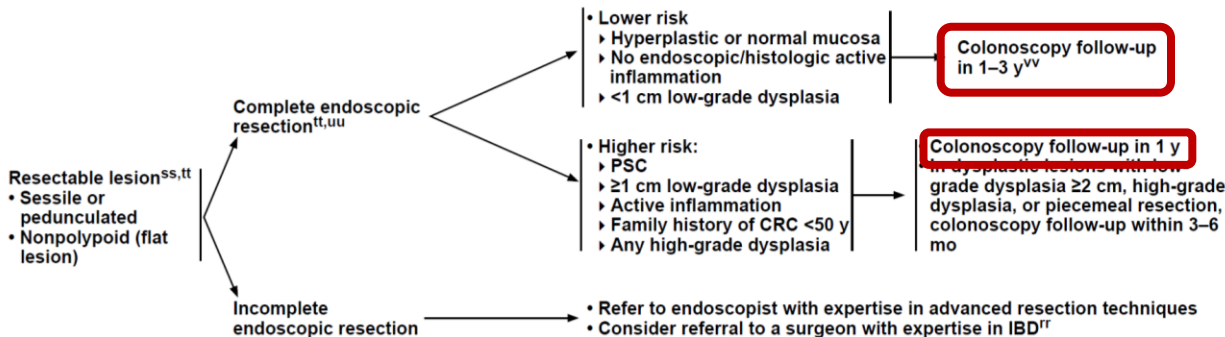 Resectable lesionss,tt
• Sessile or
pedunculated
• Nonpolypoid (flat
lesion)
Complete endoscopic
resectiontt,uu
Incomplete
endoscopic resection
• Lower risk
▸ Hyperplastic or normal mucosa
▸ No endoscopic/histologic active
inflammation
▸ <1 cm low-grade dysplasia
Colonoscopy follow-up
in 1–3 yvv
• Higher risk:
▸ PSC
▸ ≥1 cm low-grade dysplasia
▸ Active inflammation
▸ Family history of CRC <50 y
▸ Any high-grade dysplasia
• Colonoscopy follow-up in 1 y
• In dysplastic lesions with low-
grade dysplasia ≥2 cm, high-grade
dysplasia, or piecemeal resection,
colonoscopy follow-up within 3–6
mo
• Refer to endoscopist with expertise in advanced resection techniques
• Consider referral to a surgeon with expertise in IBDrr